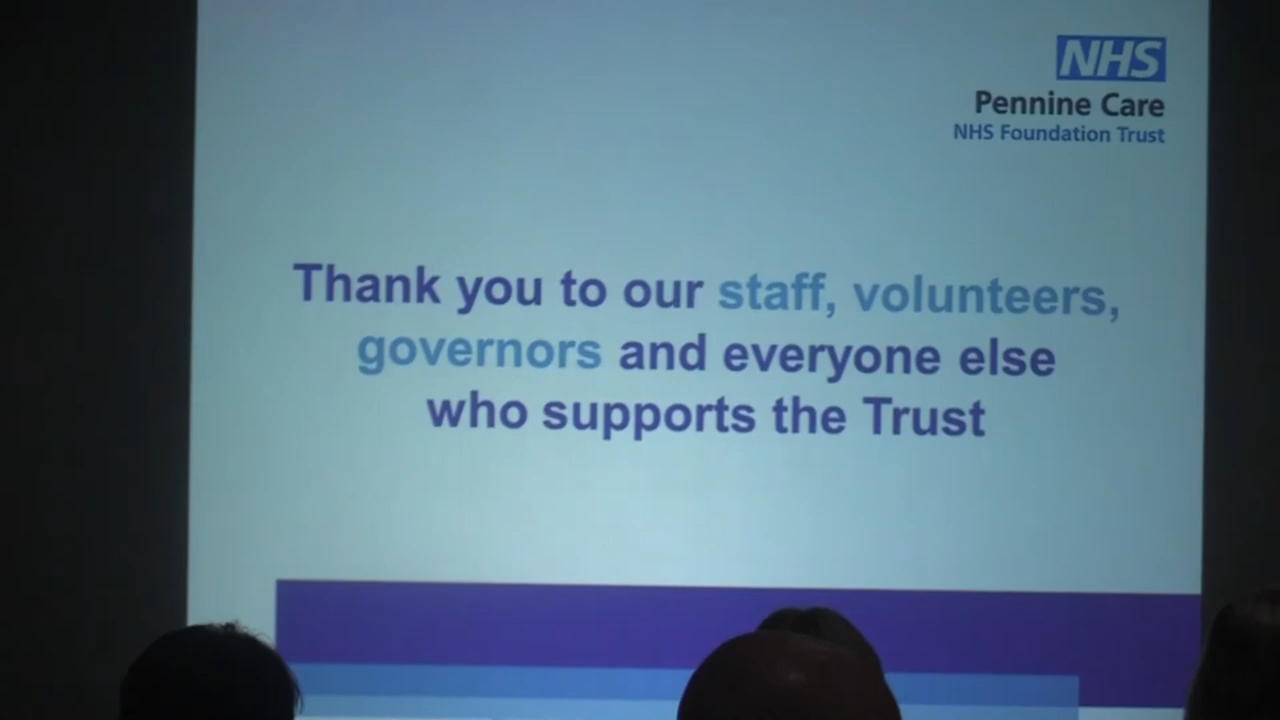 NHS
Pennine Care
NHS Foundation Trust
Thank you to our staff, volunteers,
governors and everyone else
who supports the Trust